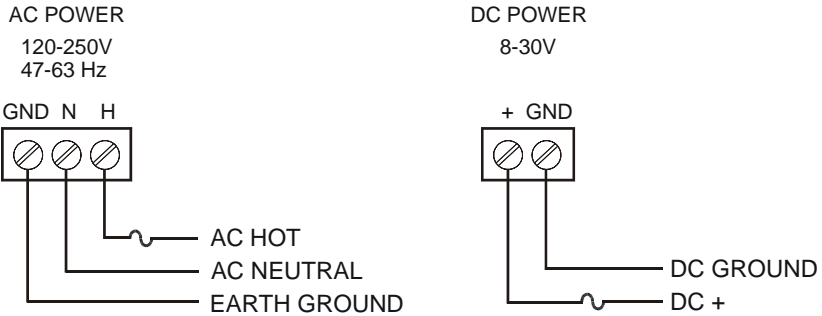 AC POWER
120-250V
47-63 Hz
GND N H
AC HOT
AC NEUTRAL
EARTH GROUND
DC POWER
8-30V
+ GND
DC GROUND
DC +